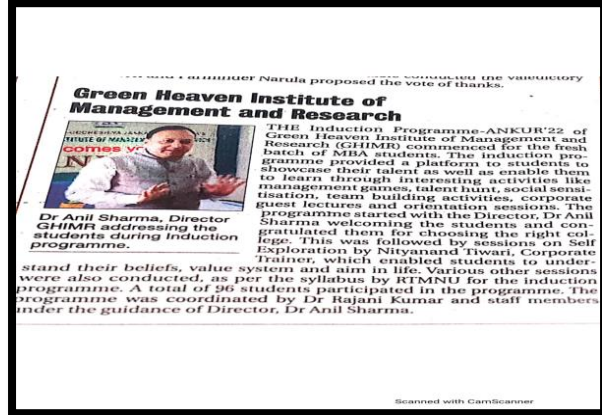 Parminder Narula proposed the vote of thanks.
conducted the valedictory
Green Heaven Institute of
Management and Research
comes
Dr Anil Sharma, Director
GHIMR addressing the
students during Induction
programme.
THE Induction Programme-ANKUR'22 of
Green Heaven Institute of Management and
Research (GHIMR) commenced for the fresh
batch of MBA students. The induction pro-
gramme provided a platform to students to
showcase their talent as well as enable them
to learn through interesting activities like
management games, talent hunt, social sensi-
tisation, team building activities, corporate
guest lectures and orientation sessions. The
programme started with the Director, Dr Anil
Sharma welcoming the students and con-
gratulated them for choosing the right col-
lege. This was followed by sessions on Self
Exploration by Nityanand Tiwari, Corporate
Trainer, which enabled students to under-
stand their beliefs, value system and aim in life. Various other sessions
were also conducted, as per the syllabus by RTMNU for the induction
programme. A total of 96 students participated in the programme. The
programme was coordinated by Dr Rajani Kumar and staff members
under the guidance of Director, Dr Anil Sharma.
Scanned with CamScanner